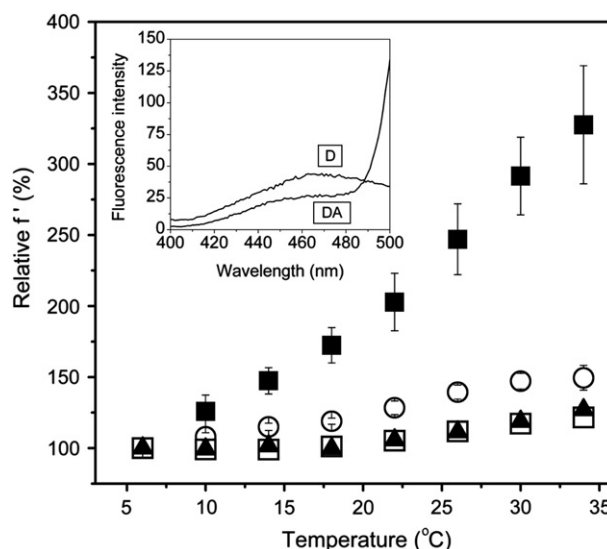 400
350
300
250
200
150
100
Relative f ' (%)
5 10 15 20 25 30 35
Temperature (°C)
150
125
100
75
50
25
0
Fluorescence intensity
D
DA
400 420 440 460 480 500
Wavelength (nm)